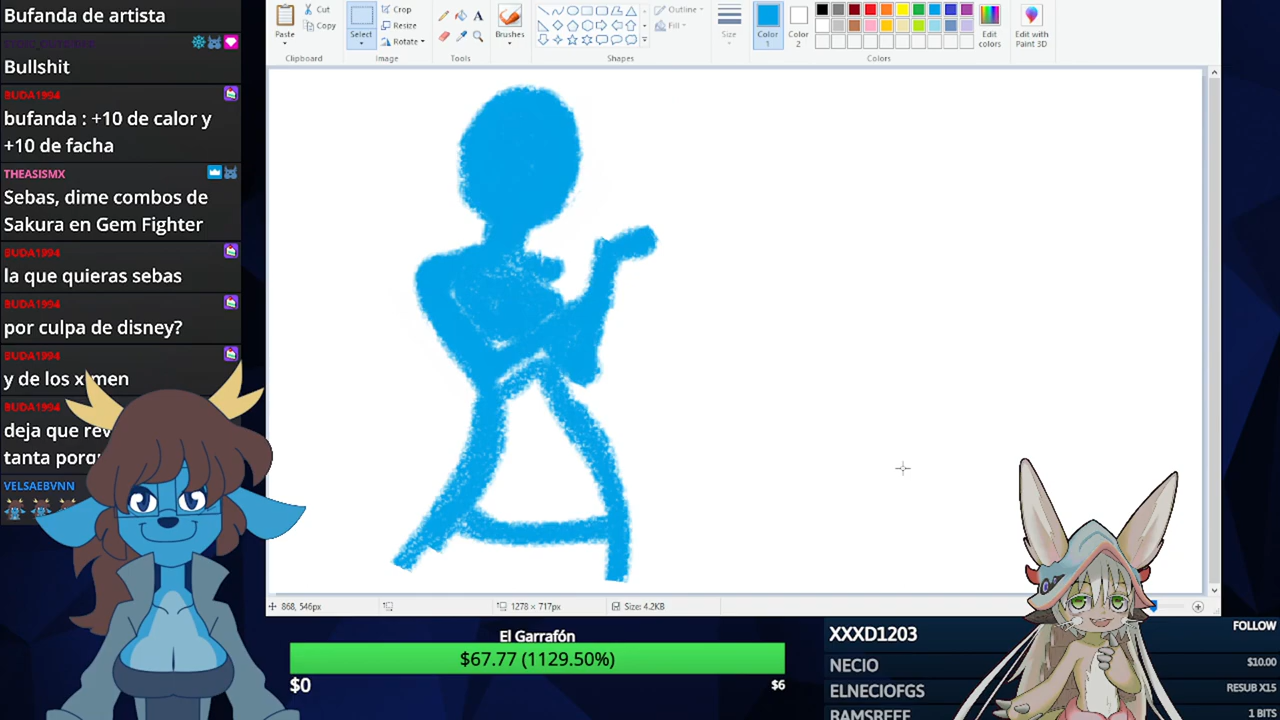 Bufanda de artista
Bullshit
BUDA1994
bufanda : +10 de calor y
+10 de facha
THEASISMX
Sebas, dime combos de
Sakura en Gem Fighter
BUDA1994
la que quieras sebas
BUDA1994
por culpa de disney?
BUDA1994
y de los x men
BUDA1994
deja que rev
tanta porq
VELSAEBVNN
Paste
Cut
Copy
Clipboard
Select
Crop
Resize
Rotate
Image
A
Tools
Brushes
Shapes
Outline
Fill
Size
Color
1
Color
2
Edit
colors
Edit with
Paint 3D
Colors
868, 546px
1278 × 717px
Size: 4.2KB
El Garrafón
$67.77 (1129.50%)
$0
$6
XXXD1203
FOLLOW
NECIO
$10.00
ELNECIOFGS
RESUB X15
RAMSREEE
1 BITS